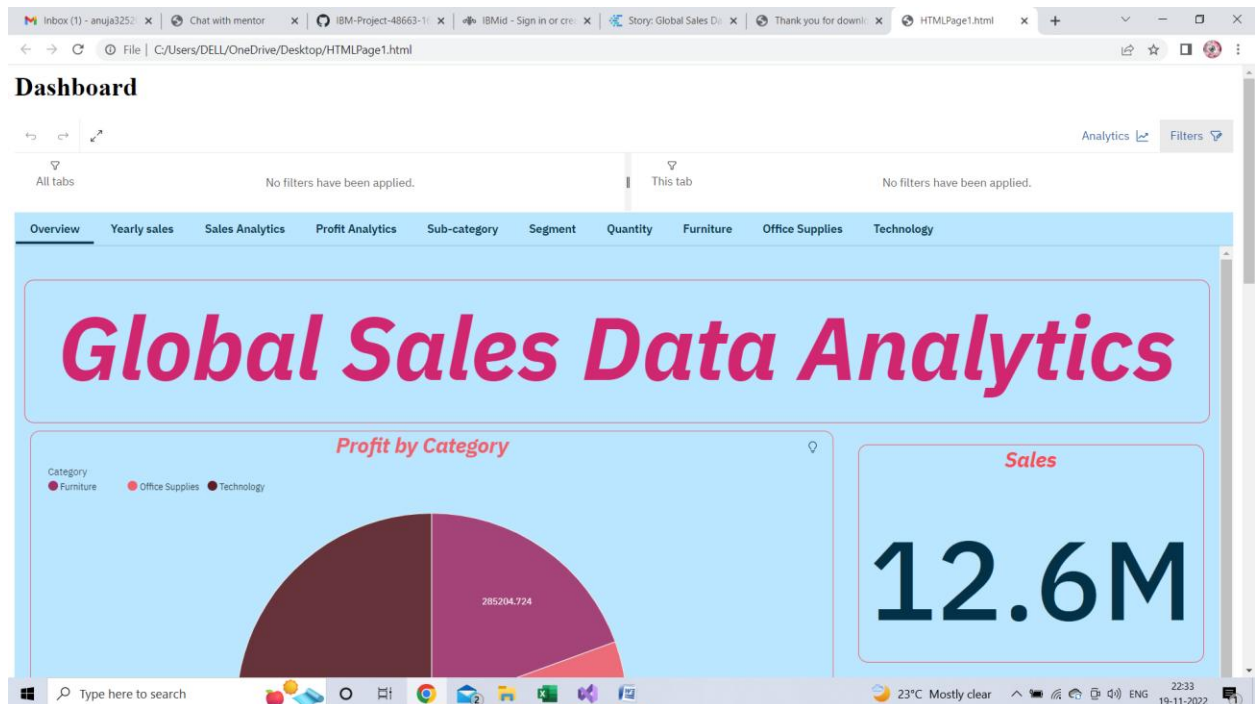 Inbox (1) - anuja3252 Chat with mentor IBM-Project-48663-1 IBMid - Sign in or crea Story: Global Sales Da Thank you for downlo HTMLPage1.html
File | C:/Users/DELL/OneDrive/Desktop/HTMLPage1.html
Dashboard
Analytics Filters
All tabs No filters have been applied. This tab No filters have been applied.
Overview Yearly sales Sales Analytics Profit Analytics Sub-category Segment Quantity Furniture Office Supplies Technology
Global Sales Data Analytics
Profit by Category
Sales
Category
Furniture Office Supplies Technology
285204.724
12.6M
Type here to search
2
23°C Mostly clear
ENG
22:33
19-11-2022
1